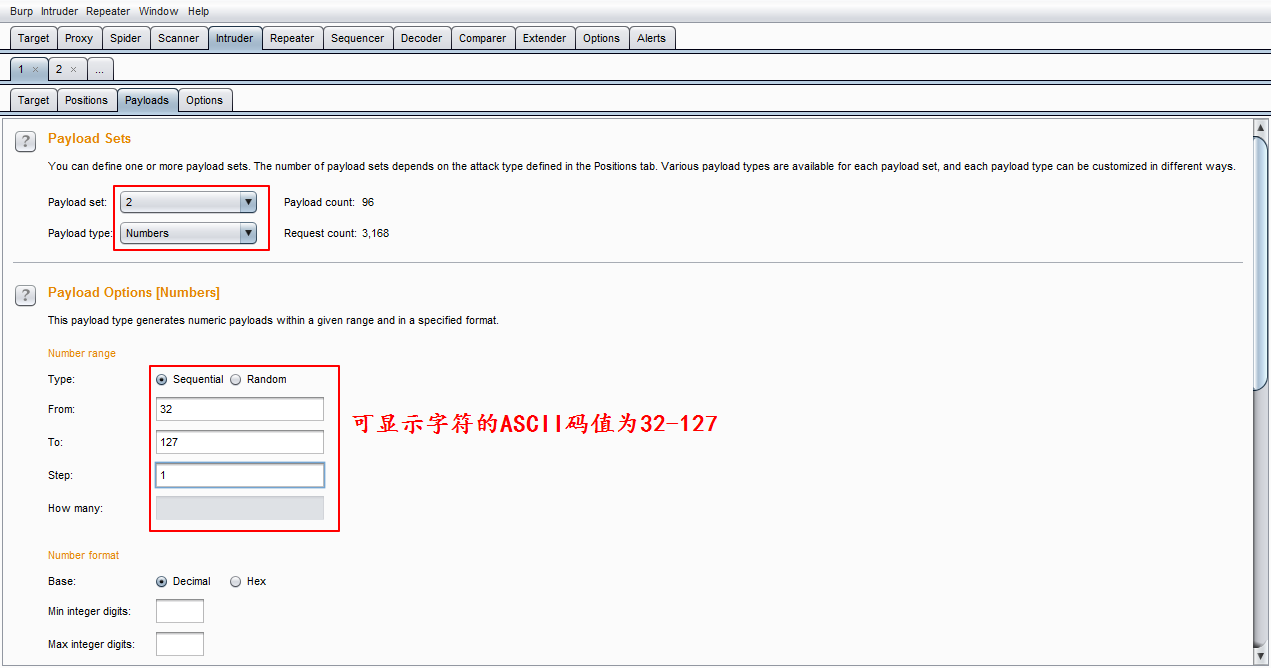 Burp Intruder Repeater Window Help
Target Proxy Spider Scanner Intruder Repeater Sequencer Decoder Comparer Extender Options Alerts
1 × 2 × ...
Target Positions Payloads Options
? Payload Sets
You can define one or more payload sets. The number of payload sets depends on the attack type defined in the Positions tab. Various payload types are available for each payload set, and each payload type can be customized in different ways.
Payload set: 2 Payload count: 96
Payload type: Numbers Request count: 3,168
? Payload Options [Numbers]
This payload type generates numeric payloads within a given range and in a specified format.
Number range
Type: Sequential Random
From: 32
可显示字符的ASCII码值为32-127
To: 127
Step: 1
How many:
Number format
Base: Decimal Hex
Min integer digits:
Max integer digits: